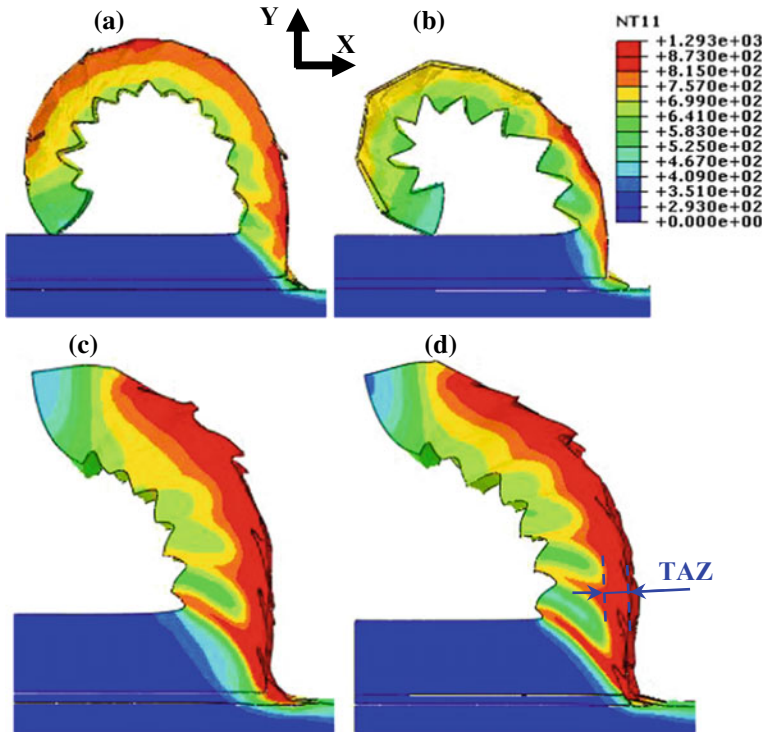 (a)
Y
X
(b)
NT11
+1.293e+03
+8.730e+02
+8.150e+02
+7.570e+02
+6.990e+02
+6.410e+02
+5.830e+02
+5.250e+02
+4.670e+02
+4.090e+02
+3.510e+02
+2.930e+02
+0.000e+00
(c)
(d)
TAZ